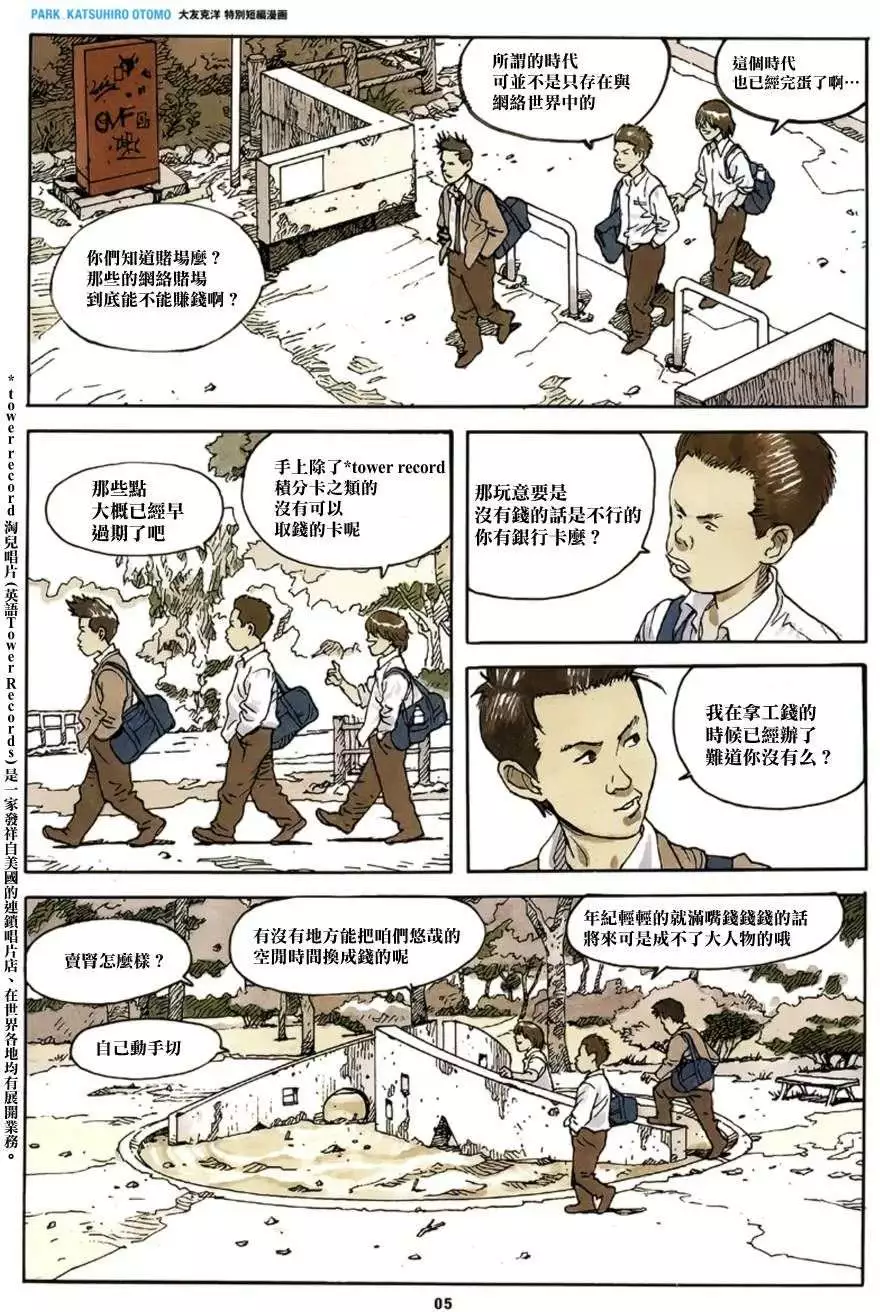 PARK_KATSUHIRO OTOMO 大友克洋 特別短編漫画
這個時代
也已經完蛋了啊…
所謂的時代
可並不是只存在與
網絡世界中的
你們知道賭場麼？
那些的網絡賭場
到底能不能賺錢啊？
那玩意要是
沒有錢的話是不行的
你有銀行卡麼？
手上除了*tower record
積分卡之類的
沒有可以
取錢的卡呢
那些點
大概已經早
過期了吧
我在拿工錢的
時候已經辦了
難道你沒有么？
年紀輕輕的就滿嘴錢錢錢的話
將來可是成不了大人物的哦
有沒有地方能把咱們悠哉的
空閒時間換成錢的呢
賣腎怎麼樣？
自己動手切
*tower record 淘兒唱片(英語Tower Records)是一家發祥自美國的連鎖唱片店、在世界各地均有展開業務。
05